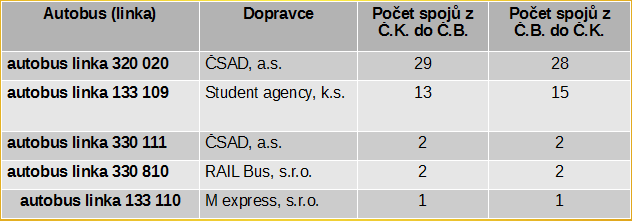 Autobus (linka) Dopravce Počet spojů z Č.K. do Č.B. Počet spojů z Č.B. do Č.K.
autobus linka 320 020 ČSAD, a.s. 29 28
autobus linka 133 109 Student agency, k.s. 13 15
autobus linka 330 111 ČSAD, a.s. 2 2
autobus linka 330 810 RAIL Bus, s.r.o. 2 2
autobus linka 133 110 M express, s.r.o. 1 1